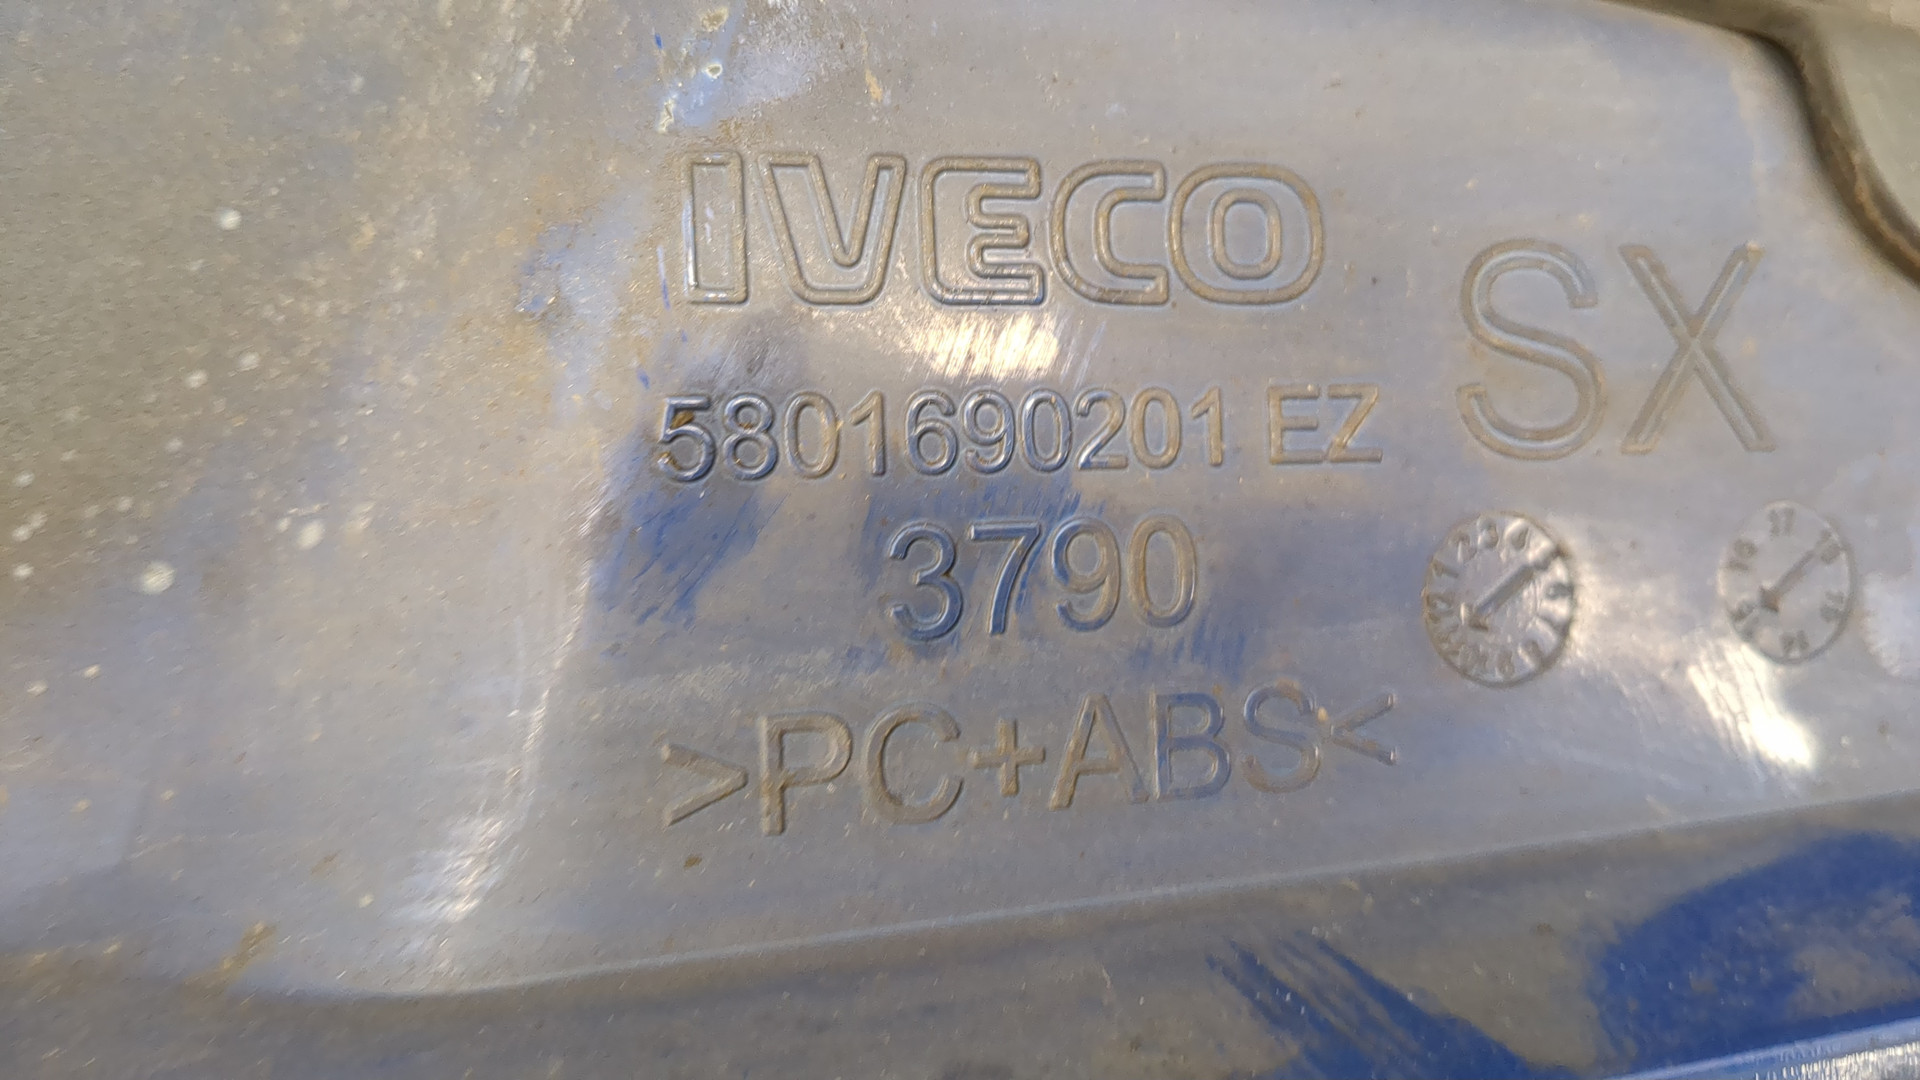 IVECO
SX
5801690201 EZ
3790
>PC+ABS<